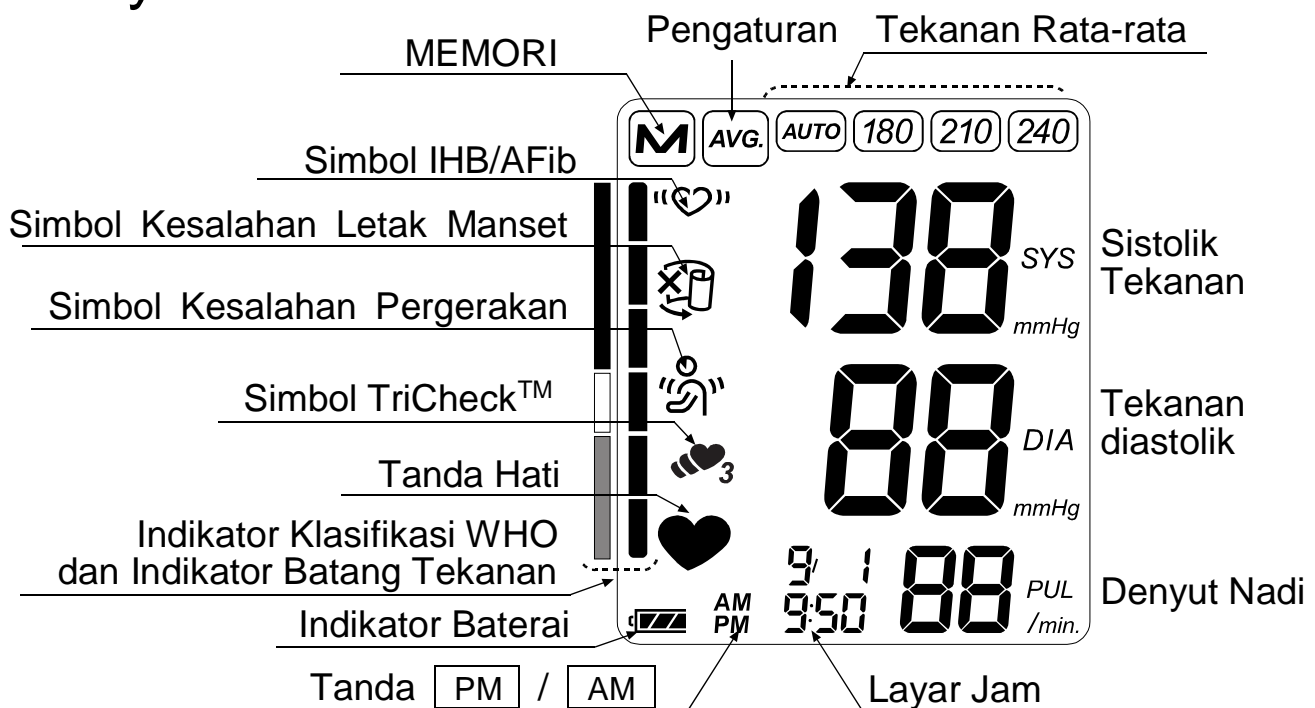 Pengaturan Tekanan Rata-rata
MEMORI
M AVG. AUTO 180 210 240
Simbol IHB/AFib
Simbol Kesalahan Letak Manset
138 SYS mmHg
Sistolik
Tekanan
Simbol Kesalahan Pergerakan
Simbol TriCheck™
3
88 DIA mmHg
Tekanan
diastolik
Tanda Hati
Indikator Klasifikasi WHO
dan Indikator Batang Tekanan
9/ 1
AM
PM
9:50
88 PUL /min.
Denyut Nadi
Indikator Baterai
Tanda PM / AM
Layar Jam